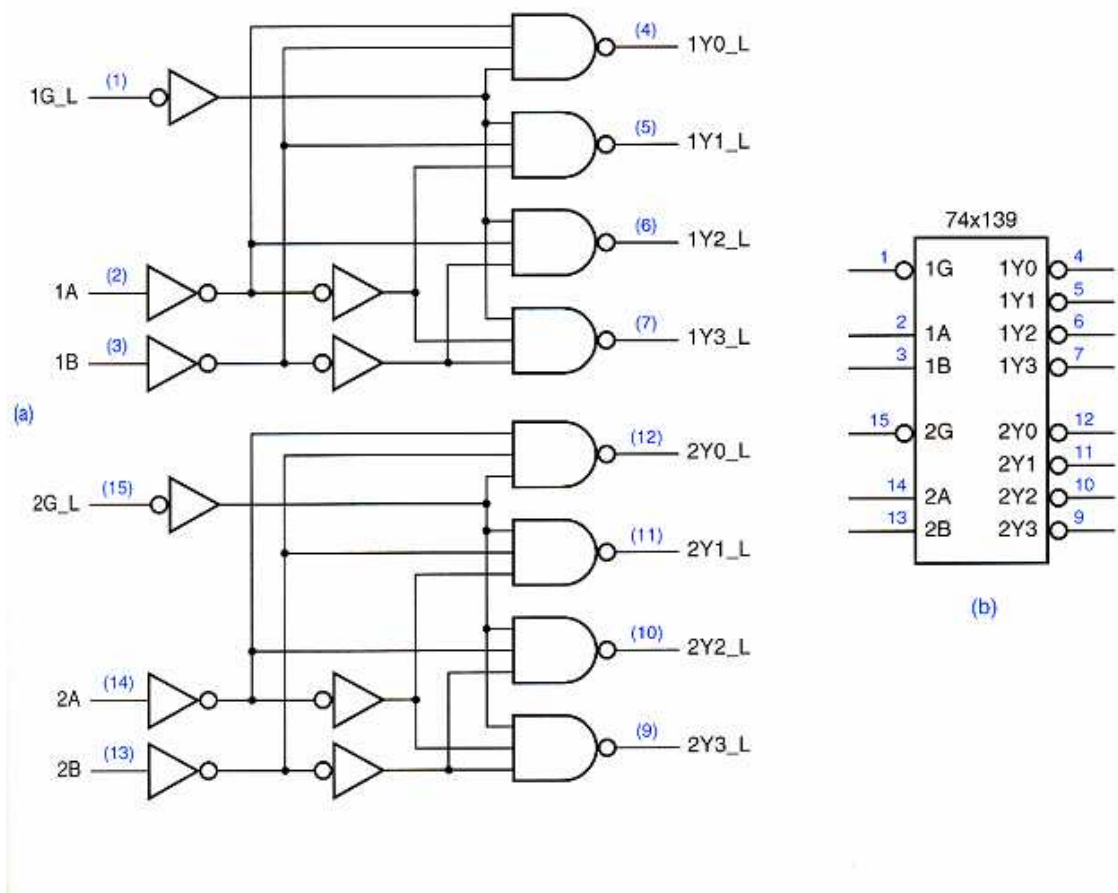 (4)
1Y0_L
1G_L
(1)
(5)
1Y1_L
(6)
1Y2_L
1A
(2)
(7)
1Y3_L
1B
(3)
(a)
(12)
2Y0_L
2G_L
(15)
(11)
2Y1_L
(10)
2Y2_L
2A
(14)
(9)
2Y3_L
2B
(13)
74x139
1 1G 1Y0 4
1Y1 5
2 1A 1Y2 6
3 1B 1Y3 7
15 2G 2Y0 12
2Y1 11
14 2A 2Y2 10
13 2B 2Y3 9
(b)